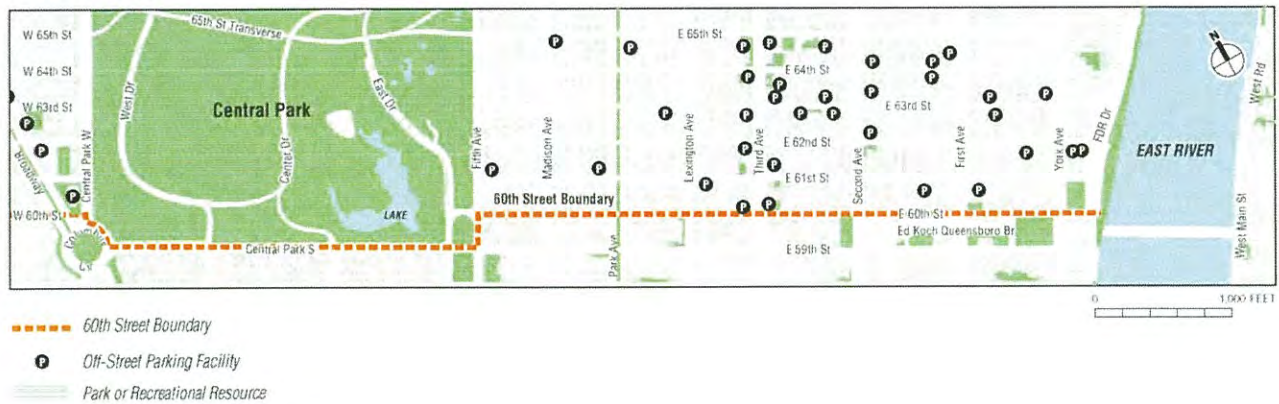 W 65th St
65th St Transverse
E 65th St
N
W 64th St
E 64th St
West Dr
Central Park
East Dr
West Rd
W 63rd St
E 63rd St
Central Park W
Center Dr
Fifth Ave
Madison Ave
Lexington Ave
Third Ave
E 62nd St
Second Ave
First Ave
York Ave
FDR Dr
EAST RIVER
Broadway
E 61st St
60th Street Boundary
W 60th St
LAKE
E 60th St
Ed Koch Queensboro Br
Central Park S
Park Ave
E 59th St
West Main St
0 1,000 FEET
60th Street Boundary
P Off-Street Parking Facility
Park or Recreational Resource